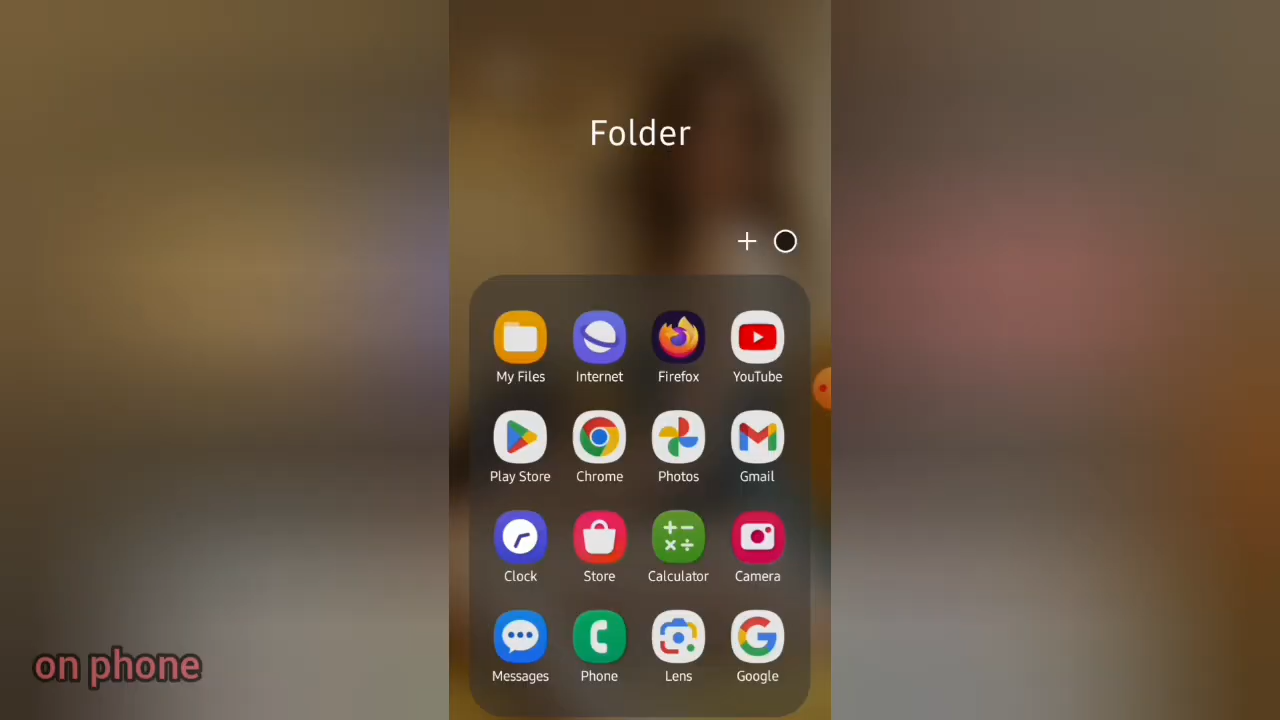 Folder
My Files Internet Firefox YouTube
Play Store Chrome Photos Gmail
Clock Store Calculator Camera
Messages Phone Lens Google
on phone